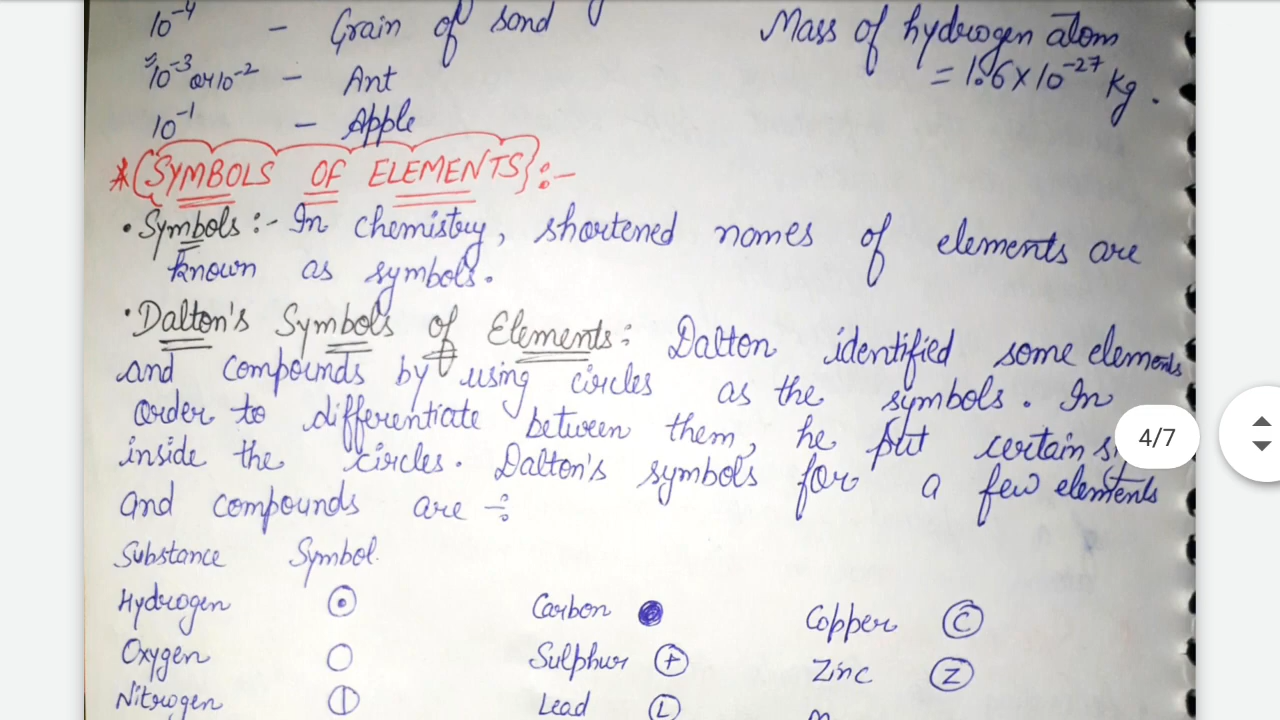 10⁻⁴ - Grain of sand
10⁻³ or 10⁻² - Ant
10⁻¹ - Apple
Mass of hydrogen atom
= 1.6 × 10⁻²⁷ kg.
* {SYMBOLS OF ELEMENTS} :-
• Symbols :- In chemistry, shortened names of elements are
known as symbols.
• Dalton's Symbols of Elements: Dalton identified some elements
and compounds by using circles as the symbols. In
order to differentiate between them, he put certain
inside the circles. Dalton's symbols for a few elements
and compounds are ÷
4/7
Substance Symbol.
Hydrogen Carbon Copper C
Oxygen Sulphur + Zinc Z
Nitrogen Lead L